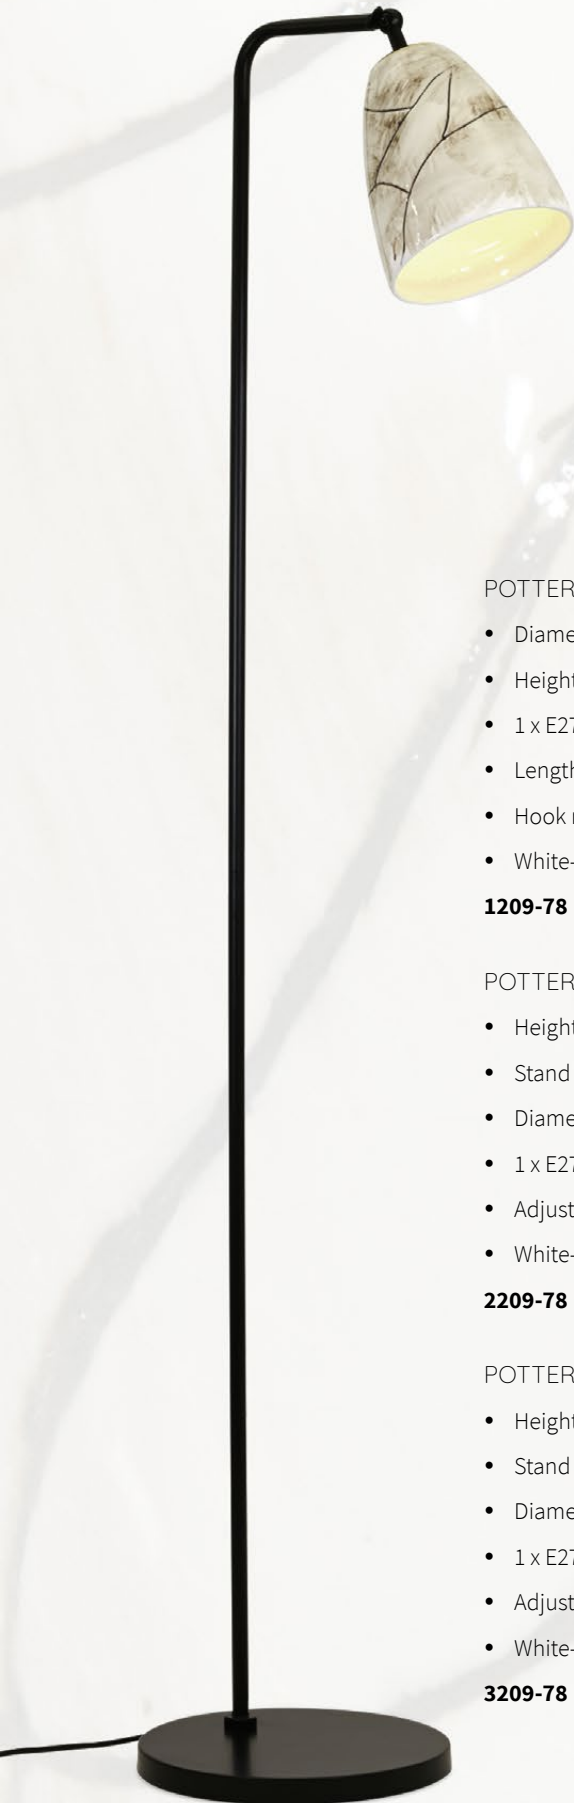 POTTER
• Diame
• Height
• 1 x E27
• Length
• Hook
• White-
1209-78
POTTER
• Height
• Stand
• Diame
• 1 x E27
• Adjust
• White-
2209-78
POTTER
• Height
• Stand
• Diame
• 1 x E27
• Adjust
• White-
3209-78